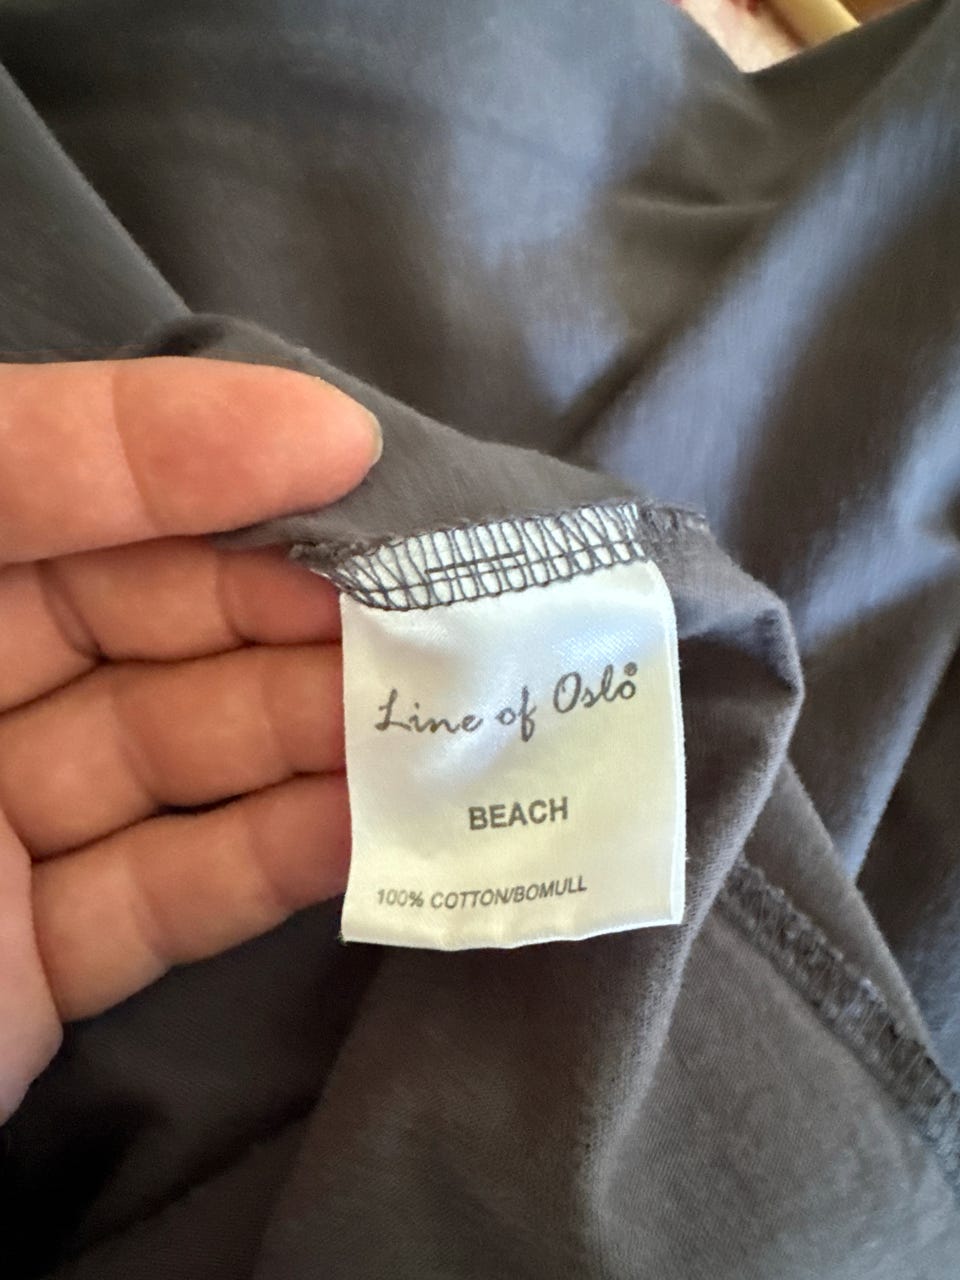 Line of Oslo®
BEACH
100% COTTON/BOMULL